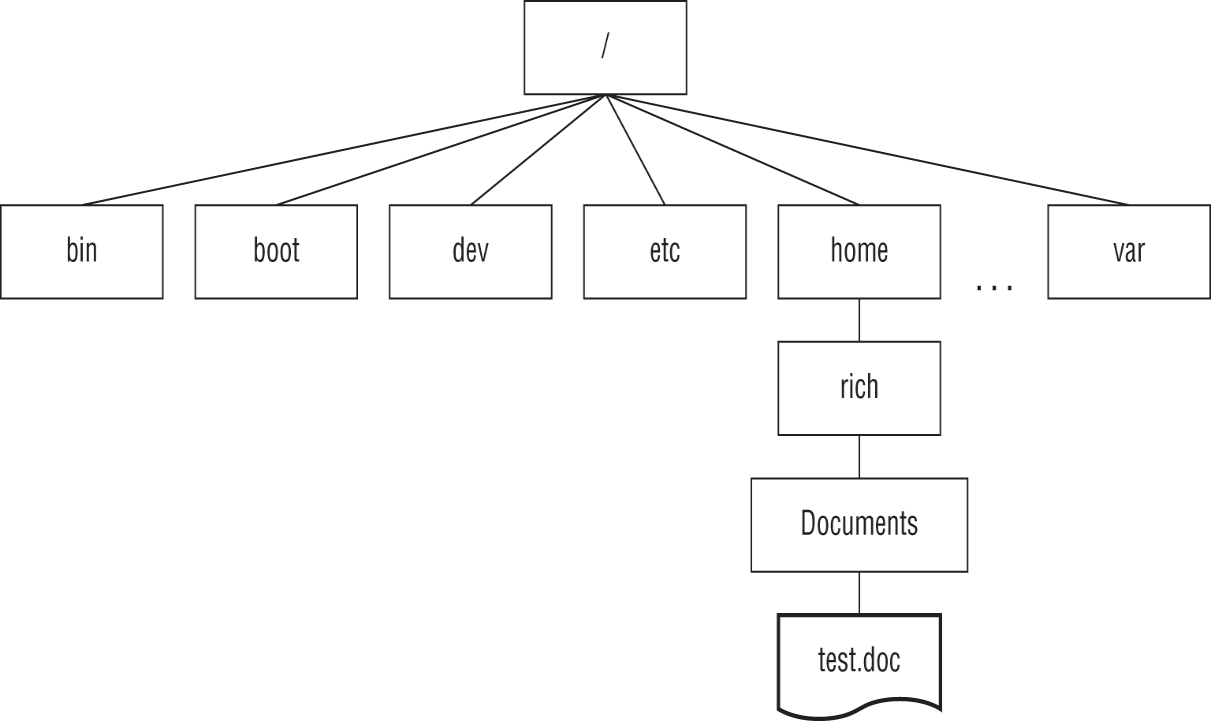 /
bin
boot
dev
etc
home
. . .
var
rich
Documents
test.doc